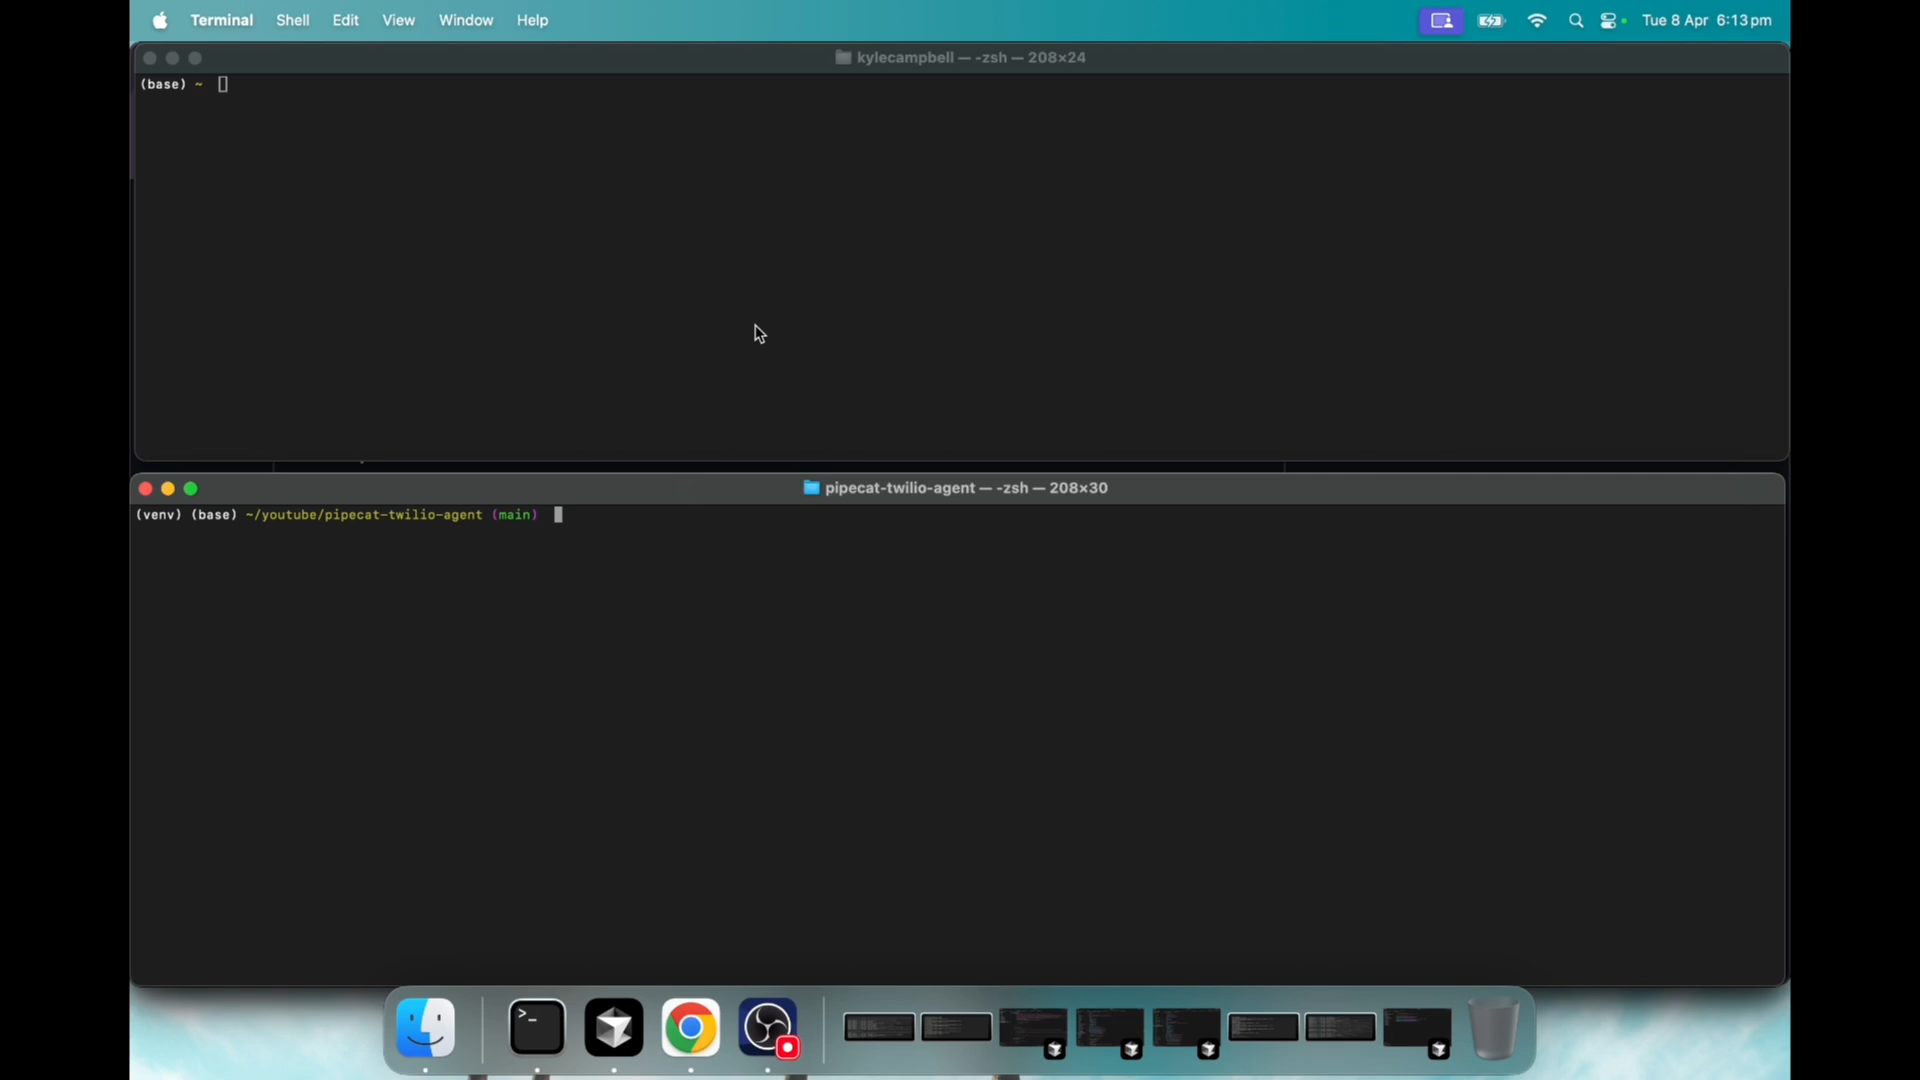 Terminal Shell Edit View Window Help Tue 8 Apr 6:13 pm
kylecampbell — -zsh — 208×24
(base) ~
pipecat-twilio-agent — -zsh — 208×30
(venv) (base) ~/youtube/pipecat-twilio-agent (main)
>_